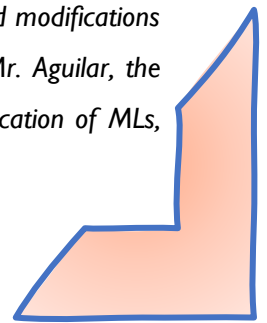 modifications
Mr. Aguilar, the
cation of MLs,